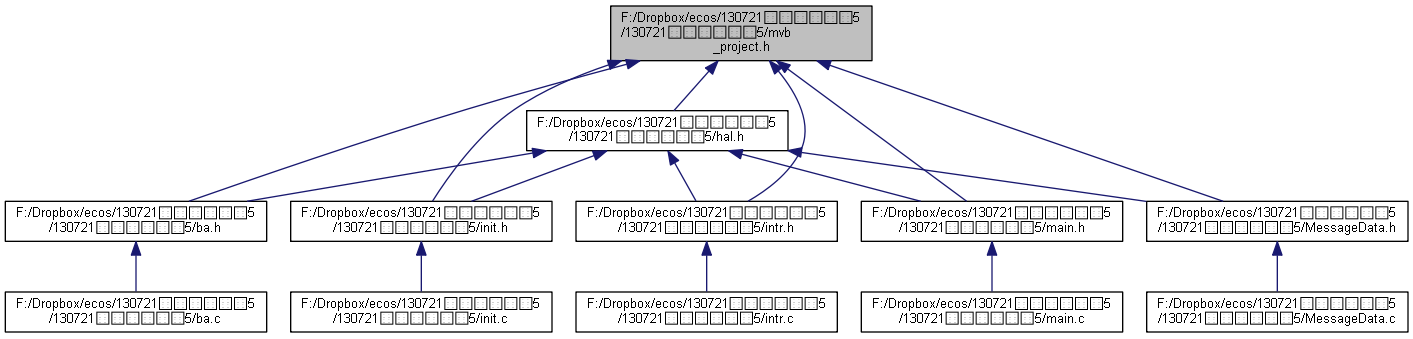 F:/Dropbox/ecos/130721□□□□□□5
/130721□□□□□□5/mvb
_project.h
F:/Dropbox/ecos/130721□□□□□□5
/130721□□□□□□5/hal.h
F:/Dropbox/ecos/130721□□□□□□5
/130721□□□□□□5/ba.h
F:/Dropbox/ecos/130721□□□□□□5
/130721□□□□□□5/init.h
F:/Dropbox/ecos/130721□□□□□□5
/130721□□□□□□5/intr.h
F:/Dropbox/ecos/130721□□□□□□5
/130721□□□□□□5/main.h
F:/Dropbox/ecos/130721□□□□□□5
/130721□□□□□□5/MessageData.h
F:/Dropbox/ecos/130721□□□□□□5
/130721□□□□□□5/ba.c
F:/Dropbox/ecos/130721□□□□□□5
/130721□□□□□□5/init.c
F:/Dropbox/ecos/130721□□□□□□5
/130721□□□□□□5/intr.c
F:/Dropbox/ecos/130721□□□□□□5
/130721□□□□□□5/main.c
F:/Dropbox/ecos/130721□□□□□□5
/130721□□□□□□5/MessageData.c